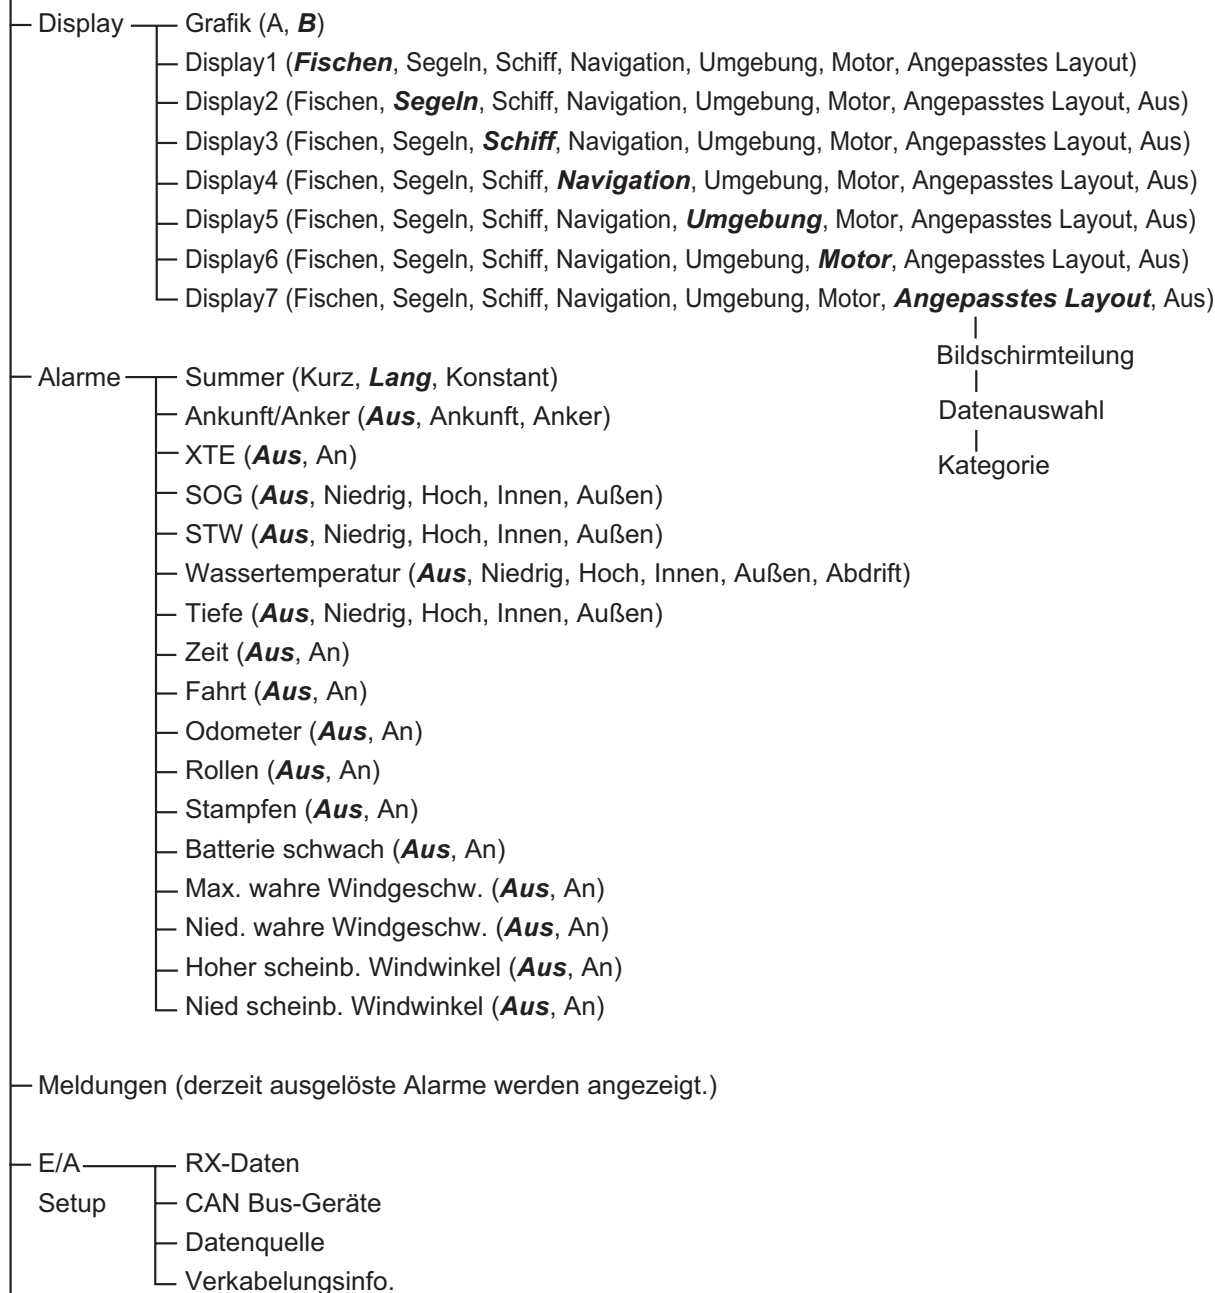 Display Grafik (A, B)
Display1 (Fischen, Segeln, Schiff, Navigation, Umgebung, Motor, Angepasstes Layout)
Display2 (Fischen, Segeln, Schiff, Navigation, Umgebung, Motor, Angepasstes Layout, Aus)
Display3 (Fischen, Segeln, Schiff, Navigation, Umgebung, Motor, Angepasstes Layout, Aus)
Display4 (Fischen, Segeln, Schiff, Navigation, Umgebung, Motor, Angepasstes Layout, Aus)
Display5 (Fischen, Segeln, Schiff, Navigation, Umgebung, Motor, Angepasstes Layout, Aus)
Display6 (Fischen, Segeln, Schiff, Navigation, Umgebung, Motor, Angepasstes Layout, Aus)
Display7 (Fischen, Segeln, Schiff, Navigation, Umgebung, Motor, Angepasstes Layout, Aus)
Bildschirmteilung
Datenauswahl
Kategorie
Alarme Summer (Kurz, Lang, Konstant)
Ankunft/Anker (Aus, Ankunft, Anker)
XTE (Aus, An)
SOG (Aus, Niedrig, Hoch, Innen, Außen)
STW (Aus, Niedrig, Hoch, Innen, Außen)
Wassertemperatur (Aus, Niedrig, Hoch, Innen, Außen, Abdrift)
Tiefe (Aus, Niedrig, Hoch, Innen, Außen)
Zeit (Aus, An)
Fahrt (Aus, An)
Odometer (Aus, An)
Rollen (Aus, An)
Stampfen (Aus, An)
Batterie schwach (Aus, An)
Max. wahre Windgeschw. (Aus, An)
Nied. wahre Windgeschw. (Aus, An)
Hoher scheinb. Windwinkel (Aus, An)
Nied scheinb. Windwinkel (Aus, An)
Meldungen (derzeit ausgelöste Alarme werden angezeigt.)
E/A RX-Daten
Setup CAN Bus-Geräte
Datenquelle
Verkabelungsinfo.